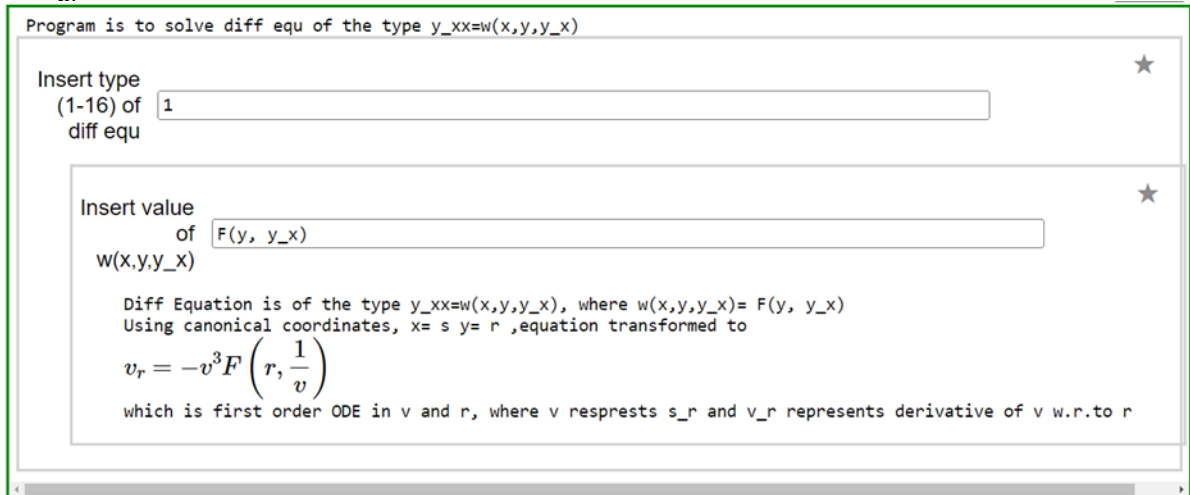 Program is to solve diff equ of the type y_xx=w(x,y,y_x)
Insert type
(1-16) of
diff equ
1
Insert value
of
w(x,y,y_x)
F(y, y_x)
Diff Equation is of the type y_xx=w(x,y,y_x), where w(x,y,y_x)= F(y, y_x)
Using canonical coordinates, x= s y= r ,equation transformed to
$v_r = -v^3 F\left(r, \frac{1}{v}\right)$
which is first order ODE in v and r, where v resprests s_r and v_r represents derivative of v w.r.to r